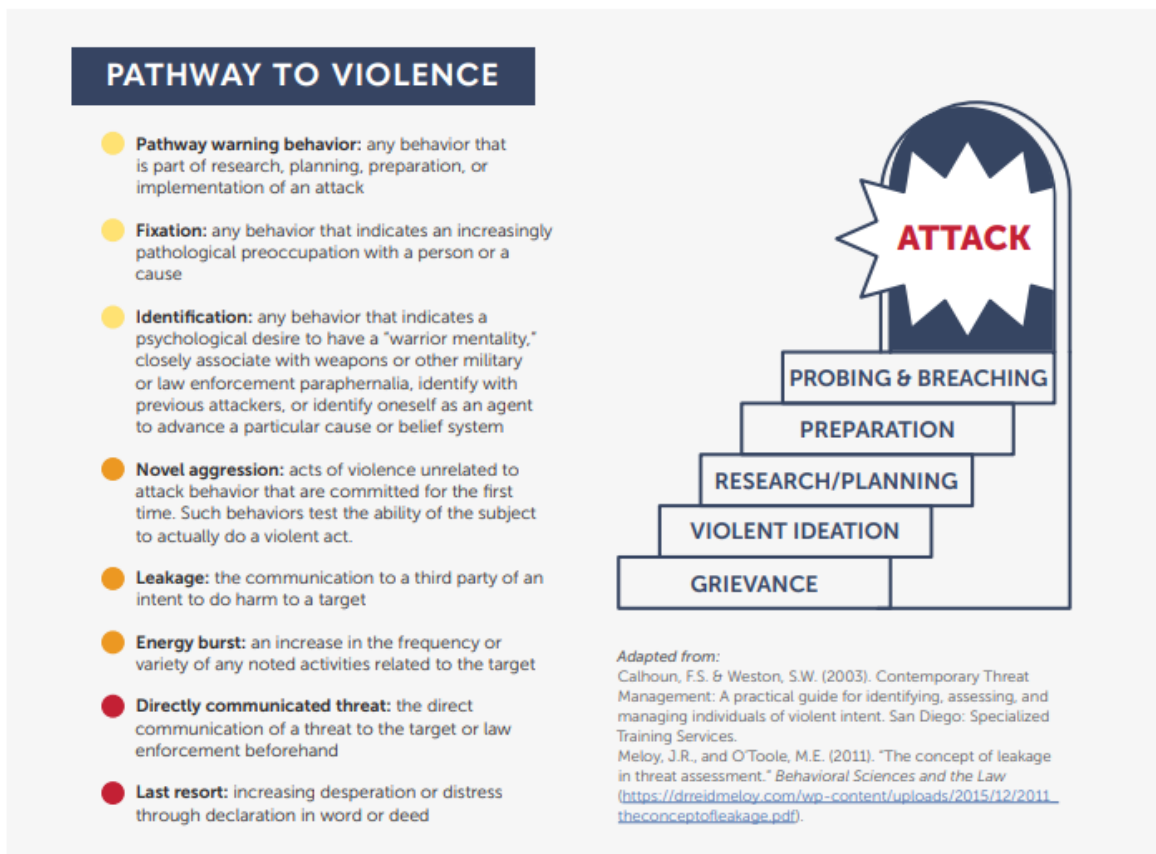 PATHWAY TO VIOLENCE
Pathway warning behavior: any behavior that
is part of research, planning, preparation, or
implementation of an attack
Fixation: any behavior that indicates an increasingly
pathological preoccupation with a person or a
cause
Identification: any behavior that indicates a
psychological desire to have a "warrior mentality,"
closely associate with weapons or other military
or law enforcement paraphernalia, identify with
previous attackers, or identify oneself as an agent
to advance a particular cause or belief system
Novel aggression: acts of violence unrelated to
attack behavior that are committed for the first
time. Such behaviors test the ability of the subject
to actually do a violent act.
Leakage: the communication to a third party of an
intent to do harm to a target
Energy burst: an increase in the frequency or
variety of any noted activities related to the target
Directly communicated threat: the direct
communication of a threat to the target or law
enforcement beforehand
Last resort: increasing desperation or distress
through declaration in word or deed
ATTACK
PROBING & BREACHING
PREPARATION
RESEARCH/PLANNING
VIOLENT IDEATION
GRIEVANCE
Adapted from:
Calhoun, F.S. & Weston, S.W. (2003). Contemporary Threat
Management: A practical guide for identifying, assessing, and
managing individuals of violent intent. San Diego: Specialized
Training Services.
Meloy, J.R., and O'Toole, M.E. (2011). "The concept of leakage
in threat assessment." Behavioral Sciences and the Law
(https://drreidmeloy.com/wp-content/uploads/2015/12/2011_
theconceptofleakage.pdf).